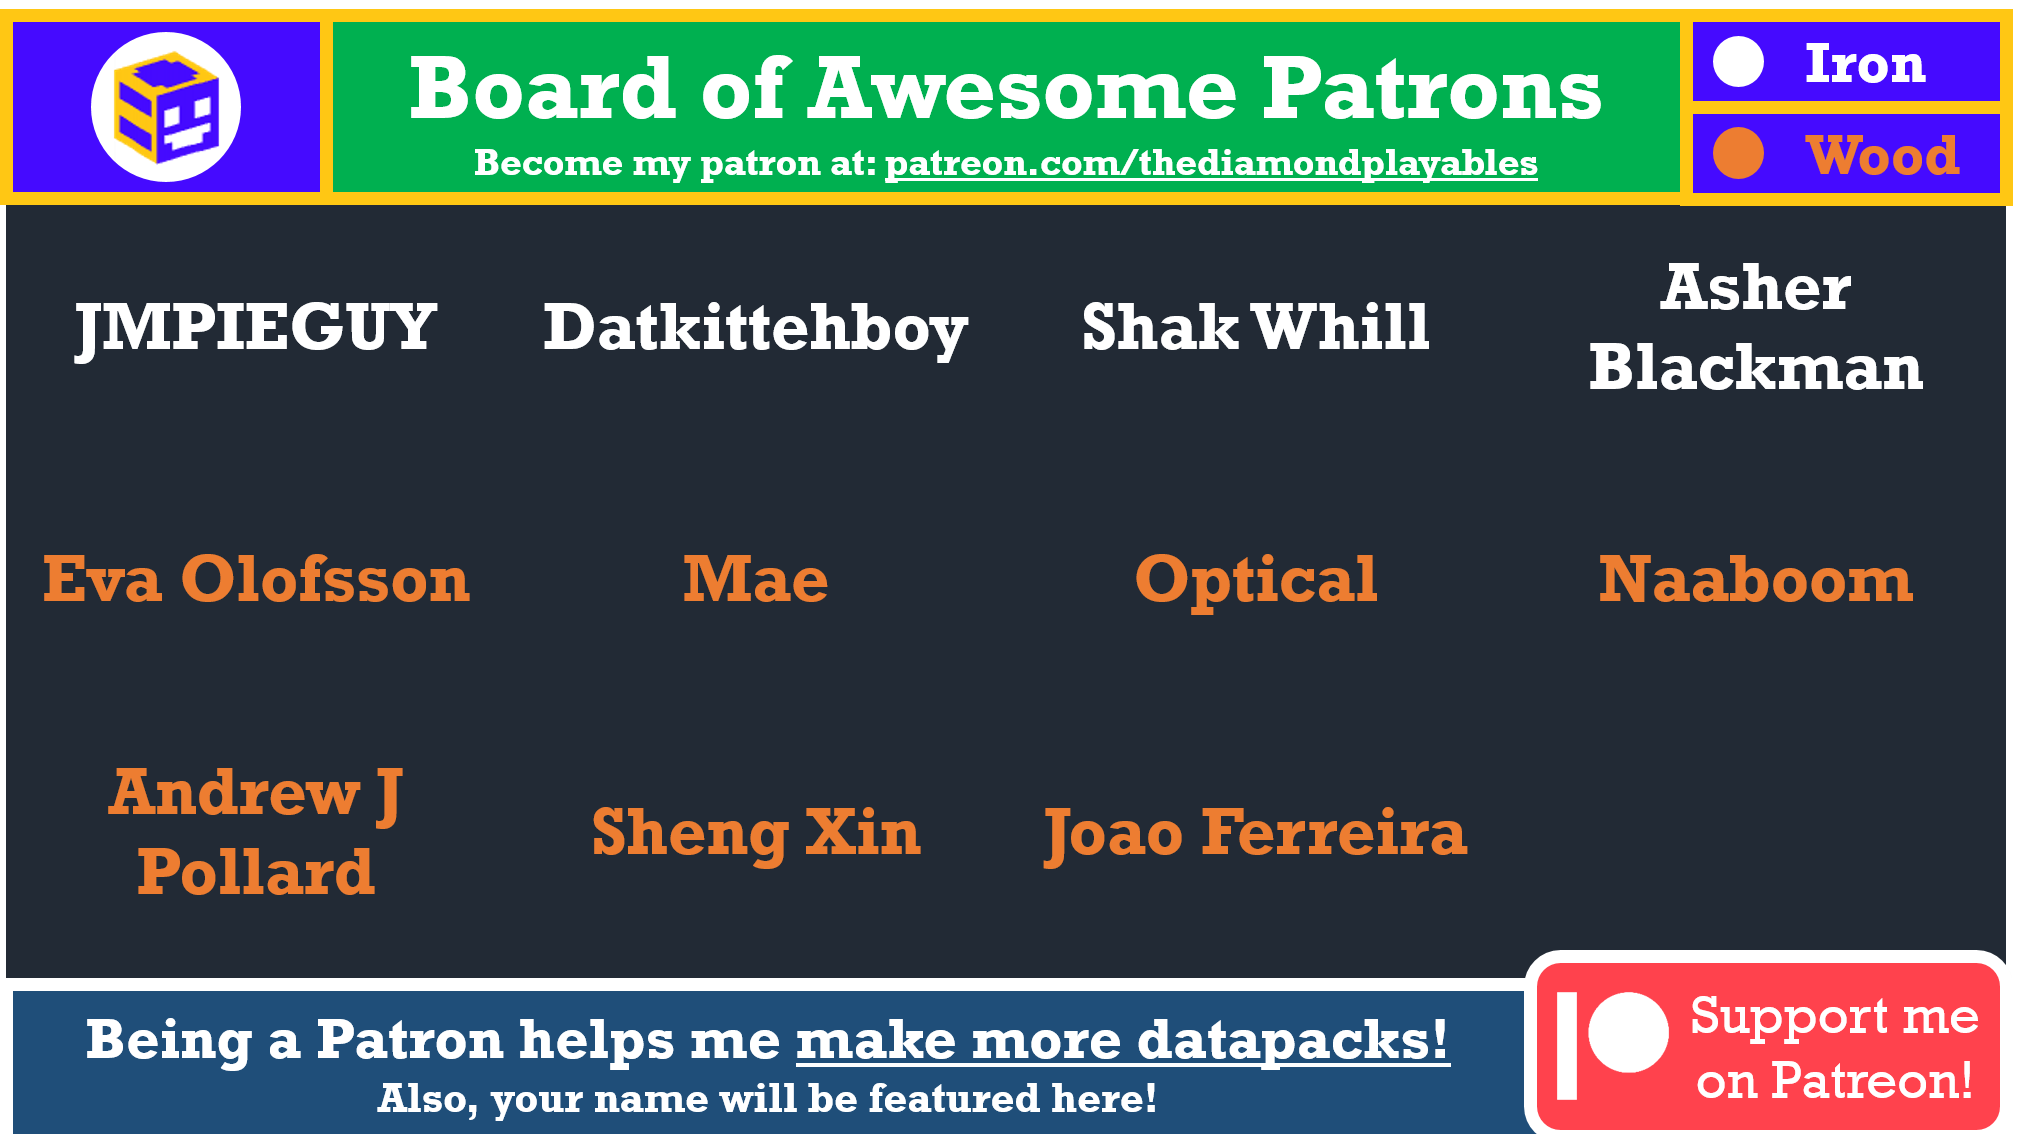 Board of Awesome Patrons
Become my patron at: patreon.com/thediamondplayables
Iron
Wood
JMPIEGUY
Datkittehboy
Shak Whill
Asher
Blackman
Eva Olofsson
Mae
Optical
Naaboom
Andrew J
Pollard
Sheng Xin
Joao Ferreira
Being a Patron helps me make more datapacks!
Also, your name will be featured here!
Support me
on Patreon!